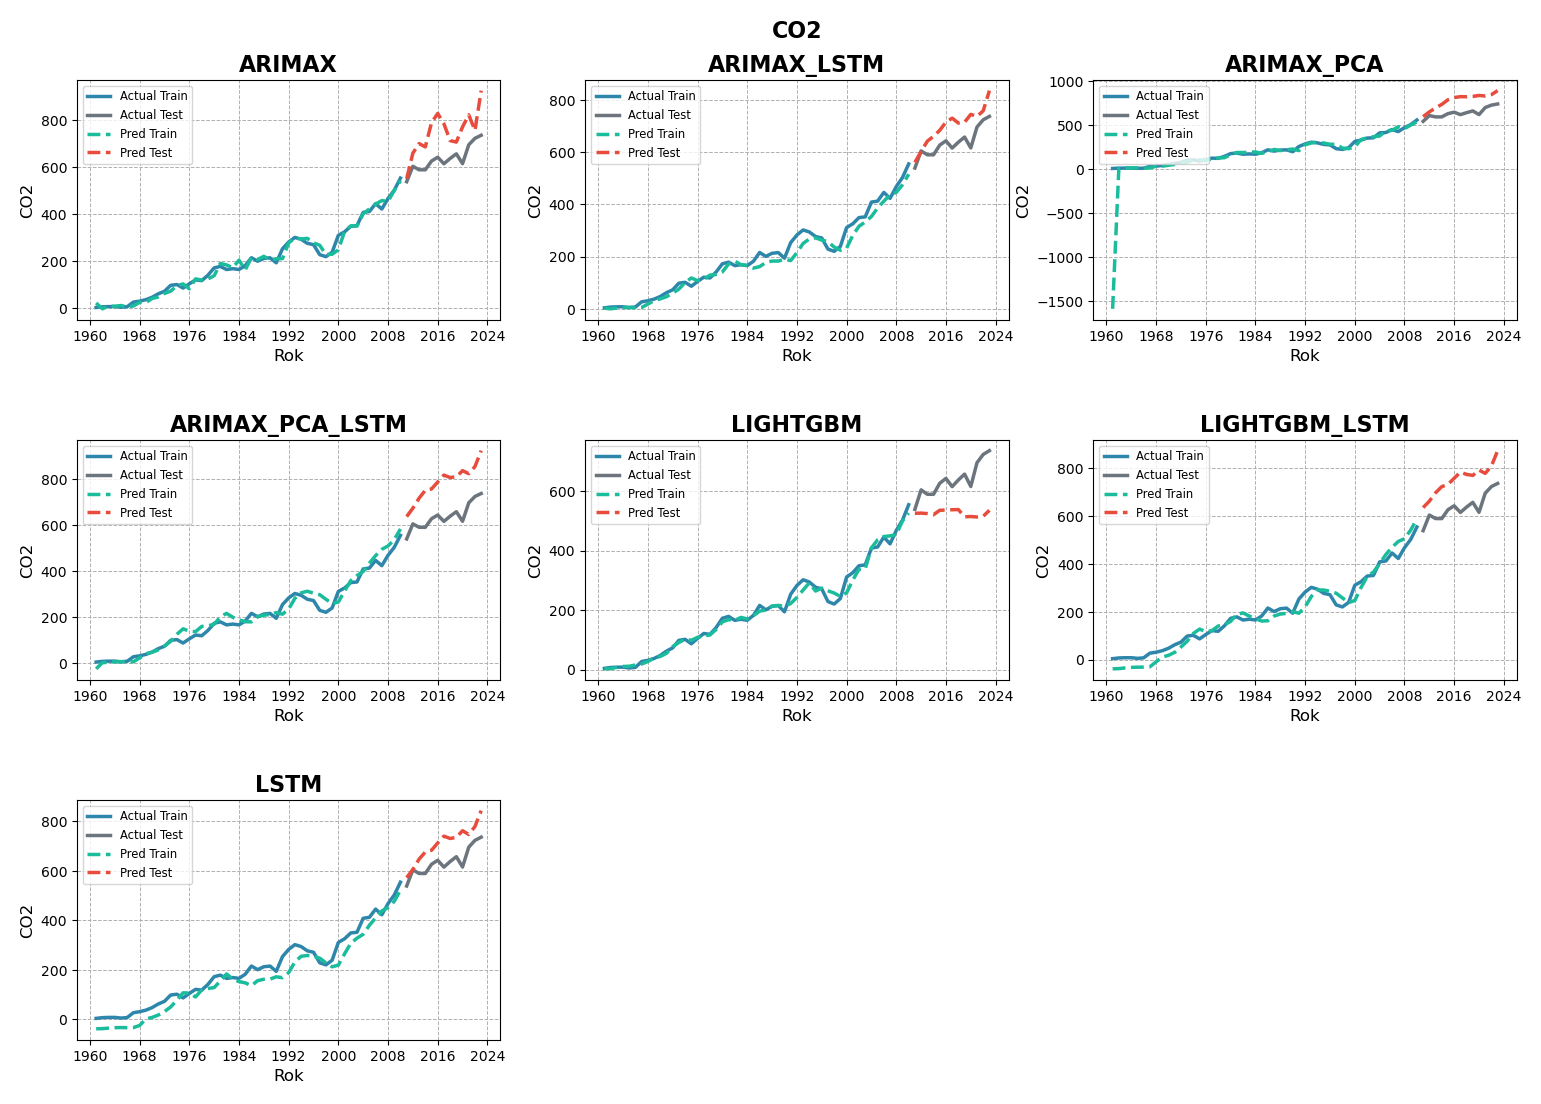 CO2
ARIMAX
Actual Train
Actual Test
Pred Train
Pred Test
CO2
800
600
400
200
0
1960 1968 1976 1984 1992 2000 2008 2016 2024
Rok
ARIMAX_LSTM
Actual Train
Actual Test
Pred Train
Pred Test
CO2
800
600
400
200
0
1960 1968 1976 1984 1992 2000 2008 2016 2024
Rok
ARIMAX_PCA
Actual Train
Actual Test
Pred Train
Pred Test
CO2
1000
500
0
−500
−1000
−1500
1960 1968 1976 1984 1992 2000 2008 2016 2024
Rok
ARIMAX_PCA_LSTM
Actual Train
Actual Test
Pred Train
Pred Test
CO2
800
600
400
200
0
1960 1968 1976 1984 1992 2000 2008 2016 2024
Rok
LIGHTGBM
Actual Train
Actual Test
Pred Train
Pred Test
CO2
600
400
200
0
1960 1968 1976 1984 1992 2000 2008 2016 2024
Rok
LIGHTGBM_LSTM
Actual Train
Actual Test
Pred Train
Pred Test
CO2
800
600
400
200
0
1960 1968 1976 1984 1992 2000 2008 2016 2024
Rok
LSTM
Actual Train
Actual Test
Pred Train
Pred Test
CO2
800
600
400
200
0
1960 1968 1976 1984 1992 2000 2008 2016 2024
Rok